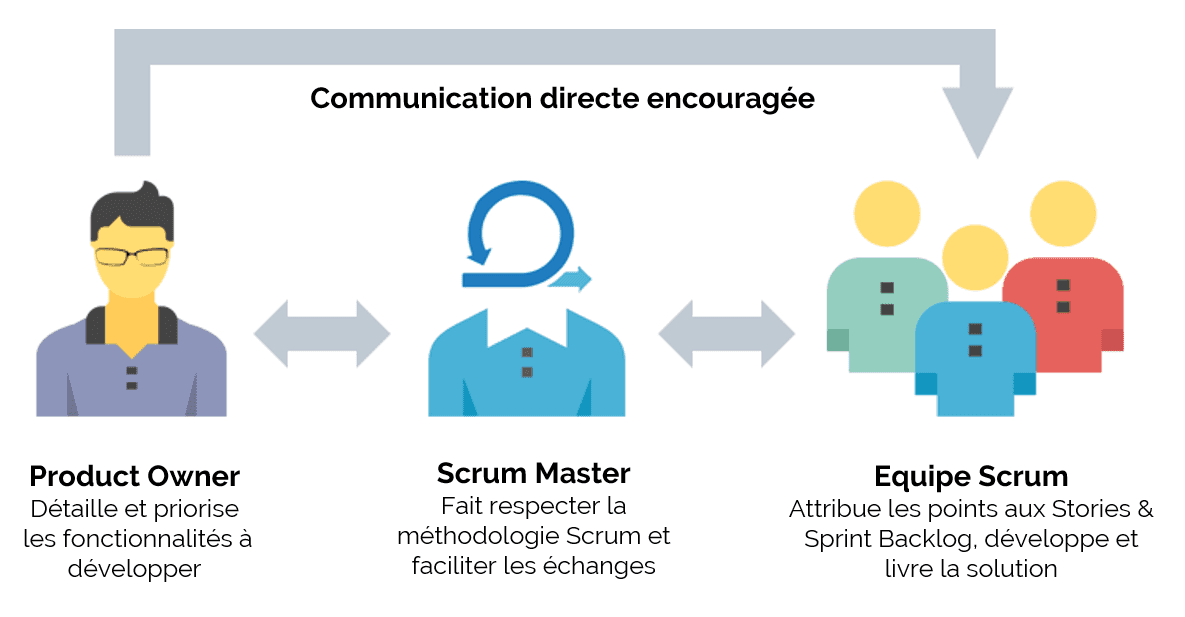 Communication directe encouragée
Product Owner
Détaille et priorise
les fonctionnalités à
développer
Scrum Master
Fait respecter la
méthodologie Scrum et
faciliter les échanges
Equipe Scrum
Attribue les points aux Stories &
Sprint Backlog, développe et
livre la solution